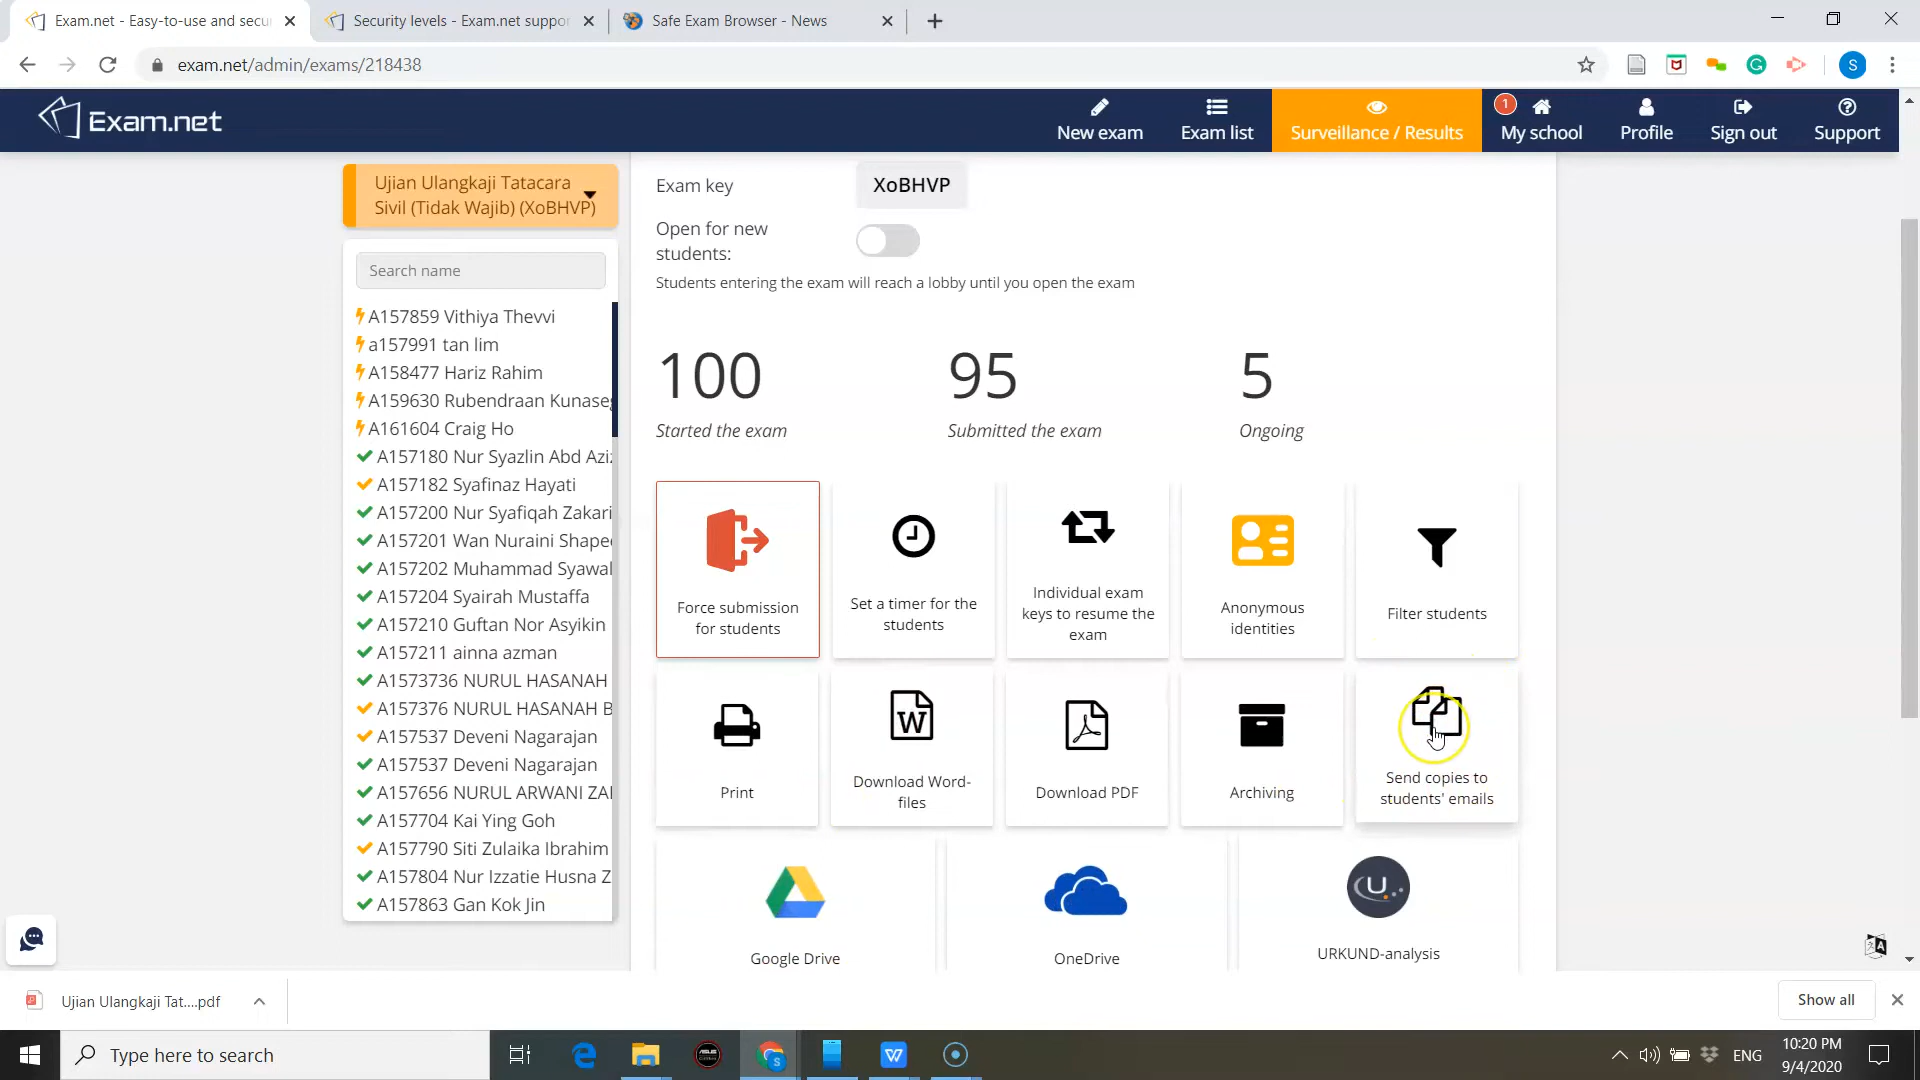 Exam.net - Easy-to-use and secu
Security levels - Exam.net suppo
Safe Exam Browser - News
exam.net/admin/exams/218438
S
Exam.net
New exam
Exam list
Surveillance / Results
1
My school
Profile
Sign out
Support
Ujian Ulangkaji Tatacara
Sivil (Tidak Wajib) (XoBHVP)
Search name
A157859 Vithiya Thevvi
a157991 tan lim
A158477 Hariz Rahim
A159630 Rubendraan Kunaseg
A161604 Craig Ho
A157180 Nur Syazlin Abd Aziz
A157182 Syafinaz Hayati
A157200 Nur Syafiqah Zakari
A157201 Wan Nuraini Shapee
A157202 Muhammad Syawal
A157204 Syairah Mustaffa
A157210 Guftan Nor Asyikin
A157211 ainna azman
A1573736 NURUL HASANAH
A157376 NURUL HASANAH B
A157537 Deveni Nagarajan
A157537 Deveni Nagarajan
A157656 NURUL ARWANI ZAI
A157704 Kai Ying Goh
A157790 Siti Zulaika Ibrahim
A157804 Nur Izzatie Husna Z
A157863 Gan Kok Jin
Exam key
XoBHVP
Open for new
students:
Students entering the exam will reach a lobby until you open the exam
100
Started the exam
95
Submitted the exam
5
Ongoing
Force submission
for students
Set a timer for the
students
Individual exam
keys to resume the
exam
Anonymous
identities
Filter students
Print
W
Download Word-
files
Download PDF
Archiving
Send copies to
students' emails
Google Drive
OneDrive
U
URKUND-analysis
Ujian Ulangkaji Tat....pdf
Show all
Type here to search
ENG
10:20 PM
9/4/2020